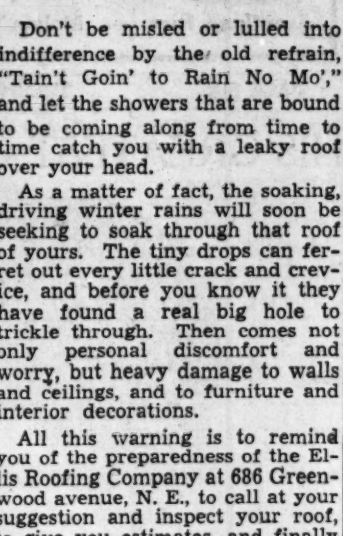 Don't be misled or lulled into
indifference by the old refrain,
"Tain't Goin' to Rain No Mo',"
and let the showers that are bound
to be coming along from time to
time catch you with a leaky roof
over your head.
As a matter of fact, the soaking,
driving winter rains will soon be
seeking to soak through that roof
of yours. The tiny drops can fer-
ret out every little crack and crev-
ice, and before you know it they
have found a real big hole to
trickle through. Then comes not
only personal discomfort and
worry, but heavy damage to walls
and ceilings, and to furniture and
interior decorations.
All this warning is to remind
you of the preparedness of the El-
lis Roofing Company at 686 Green-
wood avenue, N. E., to call at your
suggestion and inspect your roof,
to give you estimates, and finally